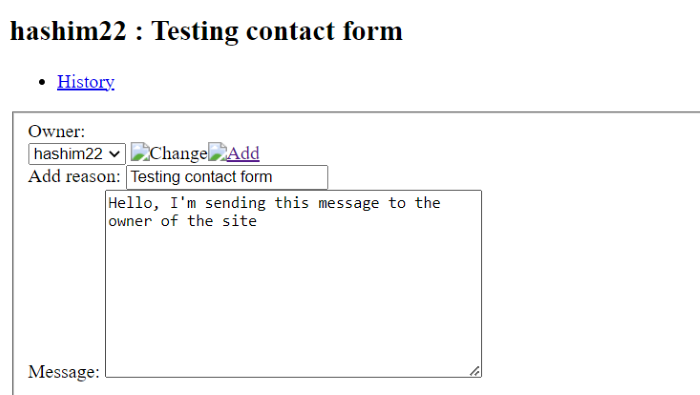 hashim22 : Testing contact form
History
Owner:
hashim22 Change Add
Add reason: Testing contact form
Hello, I'm sending this message to the
owner of the site
Message: